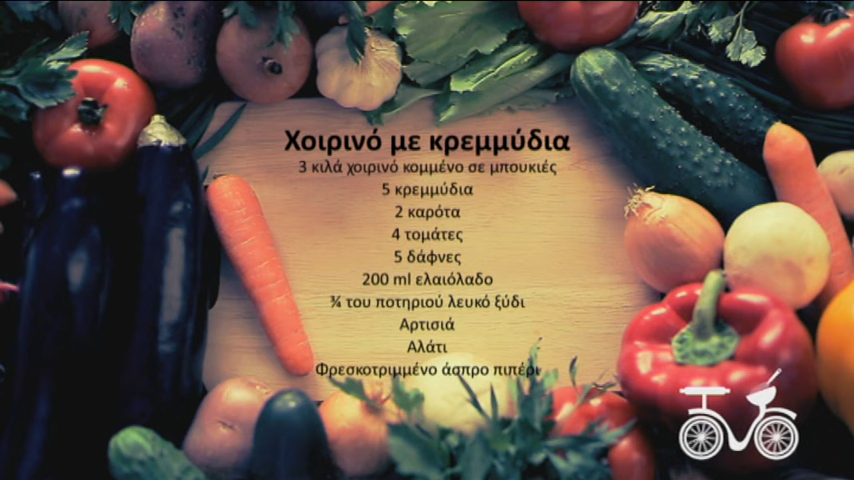 Χοιρινό με κρεμμύδια
3 κιλά χοιρινό κομμένο σε μπουκιές
5 κρεμμύδια
2 καρότα
4 τομάτες
5 δάφνες
200 ml ελαιόλαδο
¾ του ποτηριού λευκό ξύδι
Αρτισιά
Αλάτι
Φρεσκοτριμμένο άσπρο πιπέρι